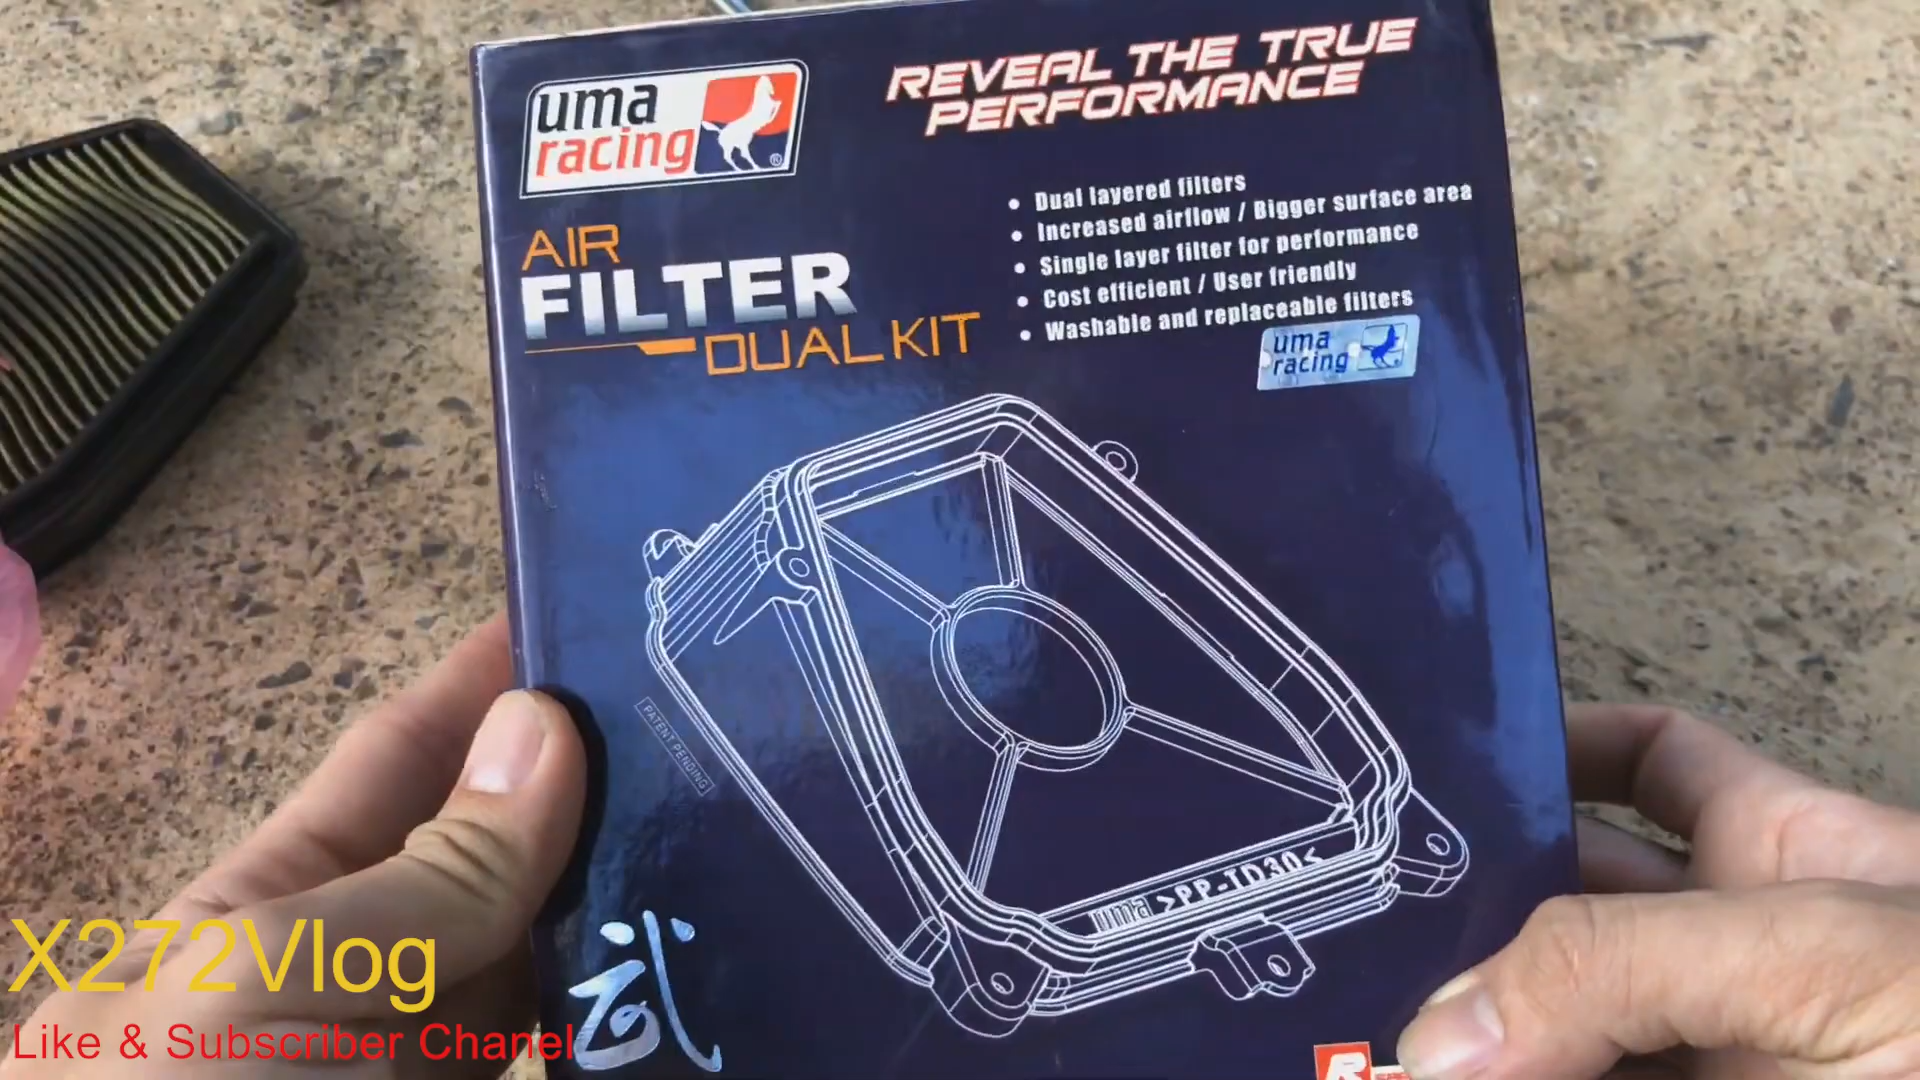 uma
racing
®
REVEAL THE TRUE
PERFORMANCE
AIR
FILTER
DUAL KIT
• Dual layered filters
• Increased airflow / Bigger surface area
• Single layer filter for performance
• Cost efficient / User friendly
• Washable and replaceable filters
uma
racing
PATENT PENDING
uma >PP-TD30<
武
X272Vlog
Like & Subscriber Chanel
R